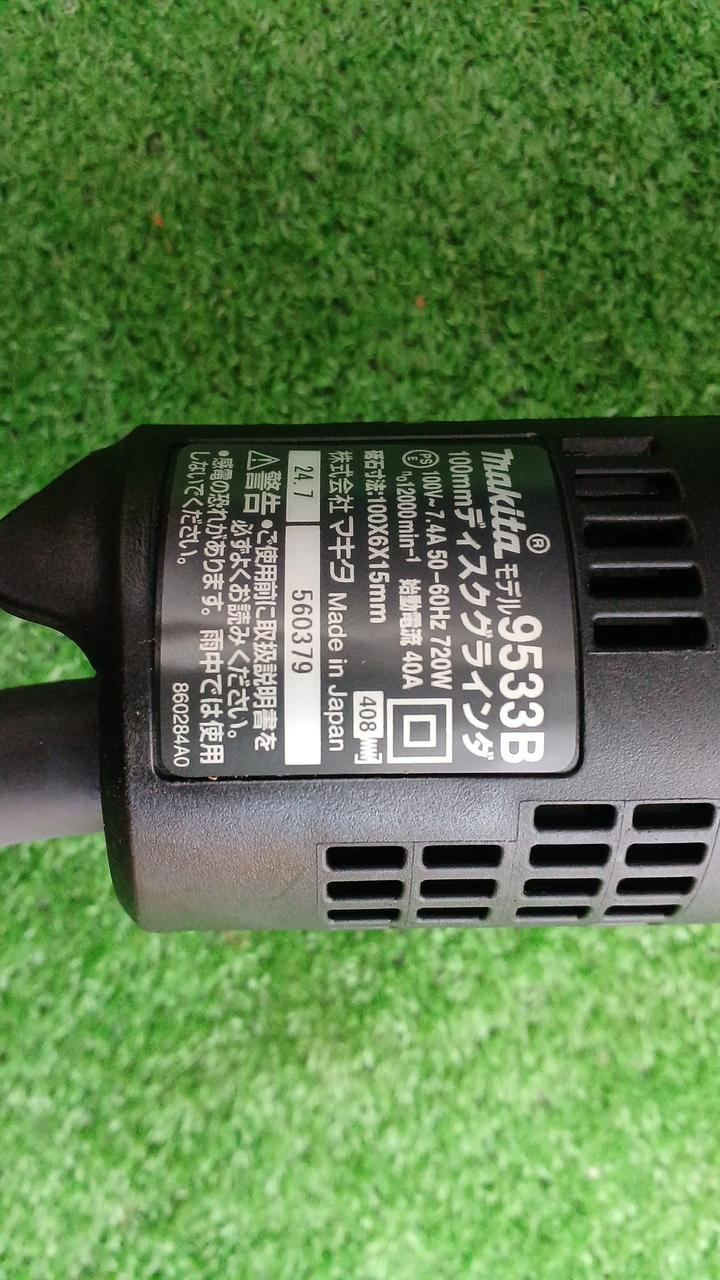 makita® モデル9533B
100mmディスクグラインダ
PSE 100V~7.4A 50-60Hz 720W
n₀12000min⁻¹ 始動電流 40A
砥石寸法:100X6X15mm
408
株式会社 マキタ Made in Japan
24.7 560379
⚠警告 ●ご使用前に取扱説明書を
必ずよくお読みください。
●感電の恐れがあります。雨中では使用
しないでください。
860284A0